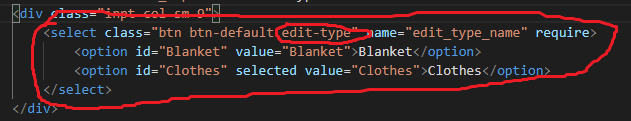 <div class="inpt col-sm-9">
<select class="btn btn-default edit-type" name="edit_type_name" require>
<option id="Blanket" value="Blanket">Blanket</option>
<option id="Clothes" selected value="Clothes">Clothes</option>
</select>
</div>